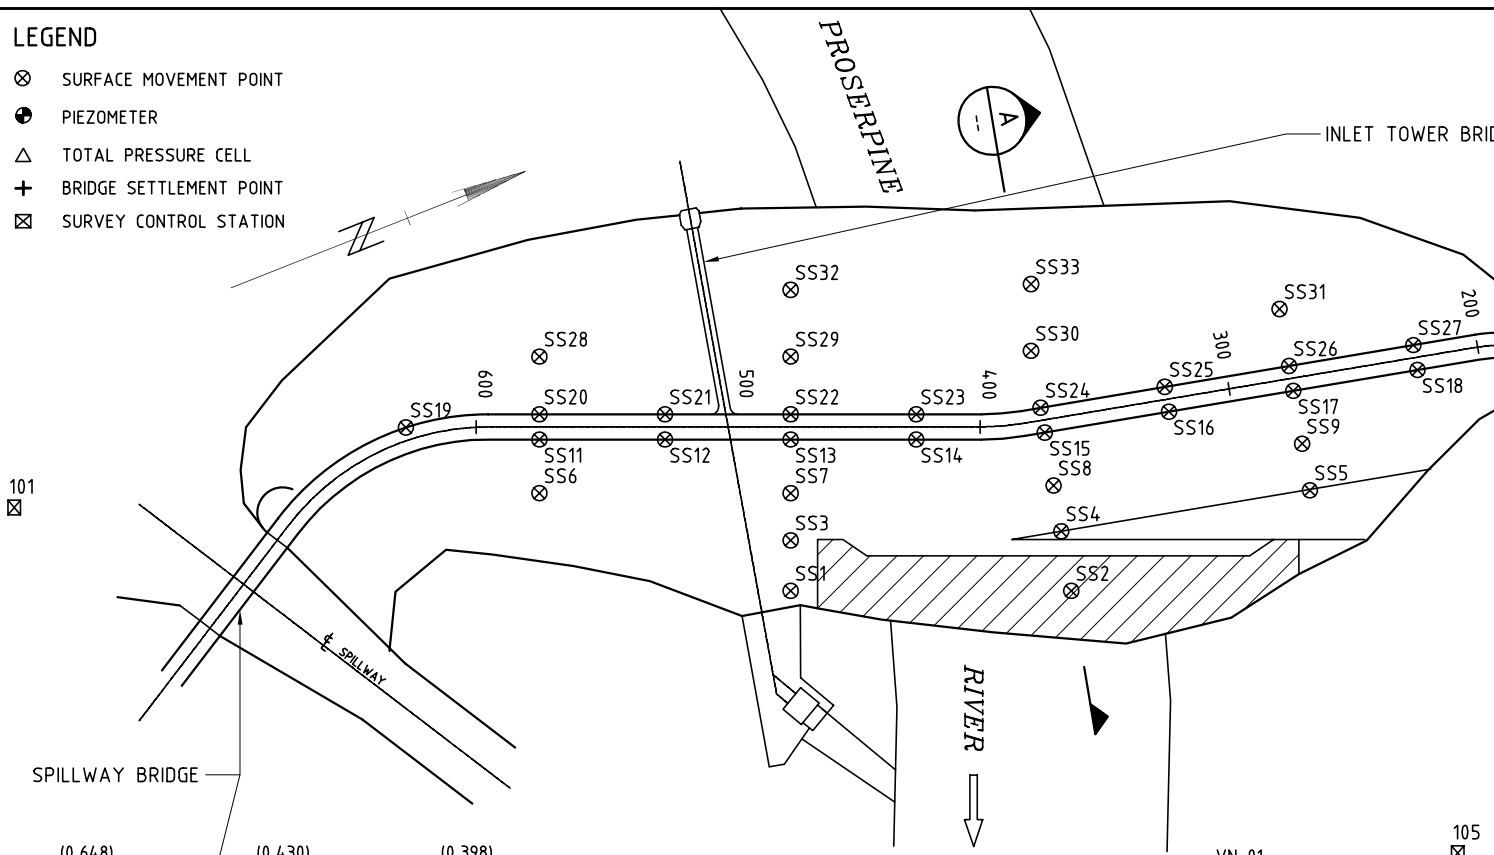 LEGEND
SURFACE MOVEMENT POINT
PIEZOMETER
TOTAL PRESSURE CELL
BRIDGE SETTLEMENT POINT
SURVEY CONTROL STATION
N
PROSERPINE
A
--
INLET TOWER BRID
SS32
SS33
SS31
SS28
SS29
SS30
SS27
200
300
SS26
SS25
600
500
400
SS19
SS20
SS21
SS22
SS23
SS24
SS18
SS17
SS16
SS11
SS12
SS13
SS14
SS15
SS9
SS6
SS7
SS8
SS5
101
SS3
SS4
SS1
SS2
℄ SPILLWAY
RIVER
SPILLWAY BRIDGE
105